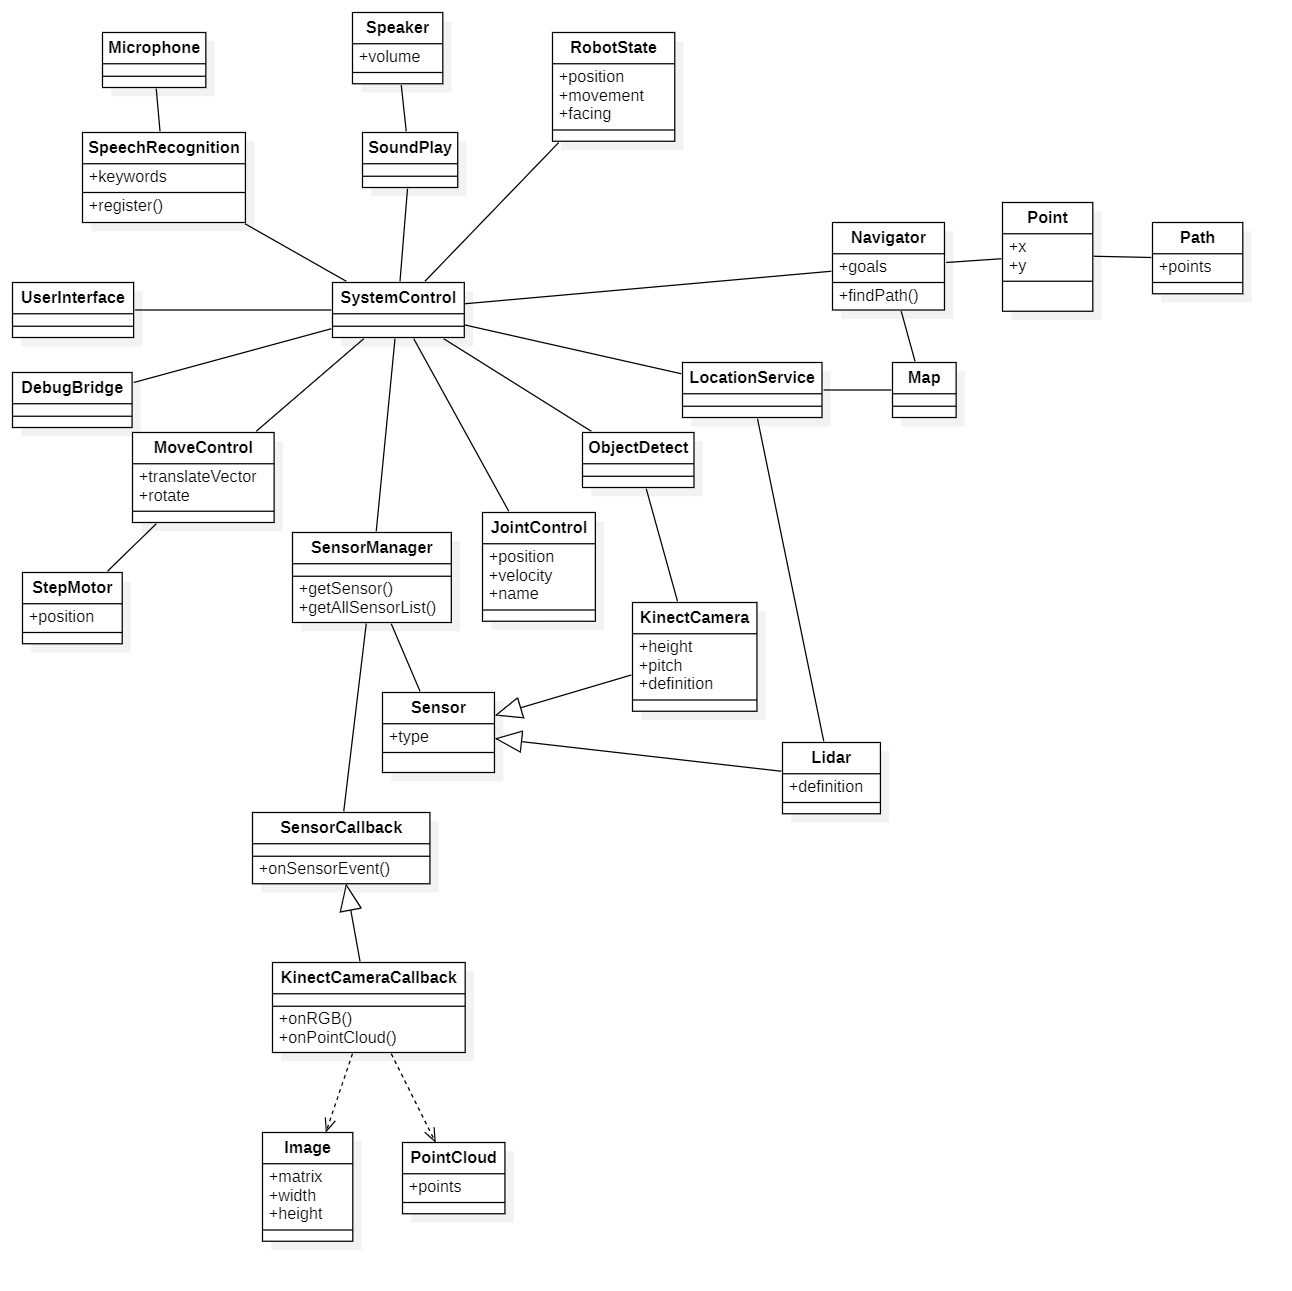 Microphone
Speaker
+volume
RobotState
+position
+movement
+facing
SpeechRecognition
+keywords
+register()
SoundPlay
Navigator
+goals
+findPath()
Point
+x
+y
Path
+points
UserInterface
SystemControl
DebugBridge
LocationService
Map
MoveControl
+translateVector
+rotate
ObjectDetect
StepMotor
+position
SensorManager
+getSensor()
+getAllSensorList()
JointControl
+position
+velocity
+name
KinectCamera
+height
+pitch
+definition
Sensor
+type
Lidar
+definition
SensorCallback
+onSensorEvent()
KinectCameraCallback
+onRGB()
+onPointCloud()
Image
+matrix
+width
+height
PointCloud
+points